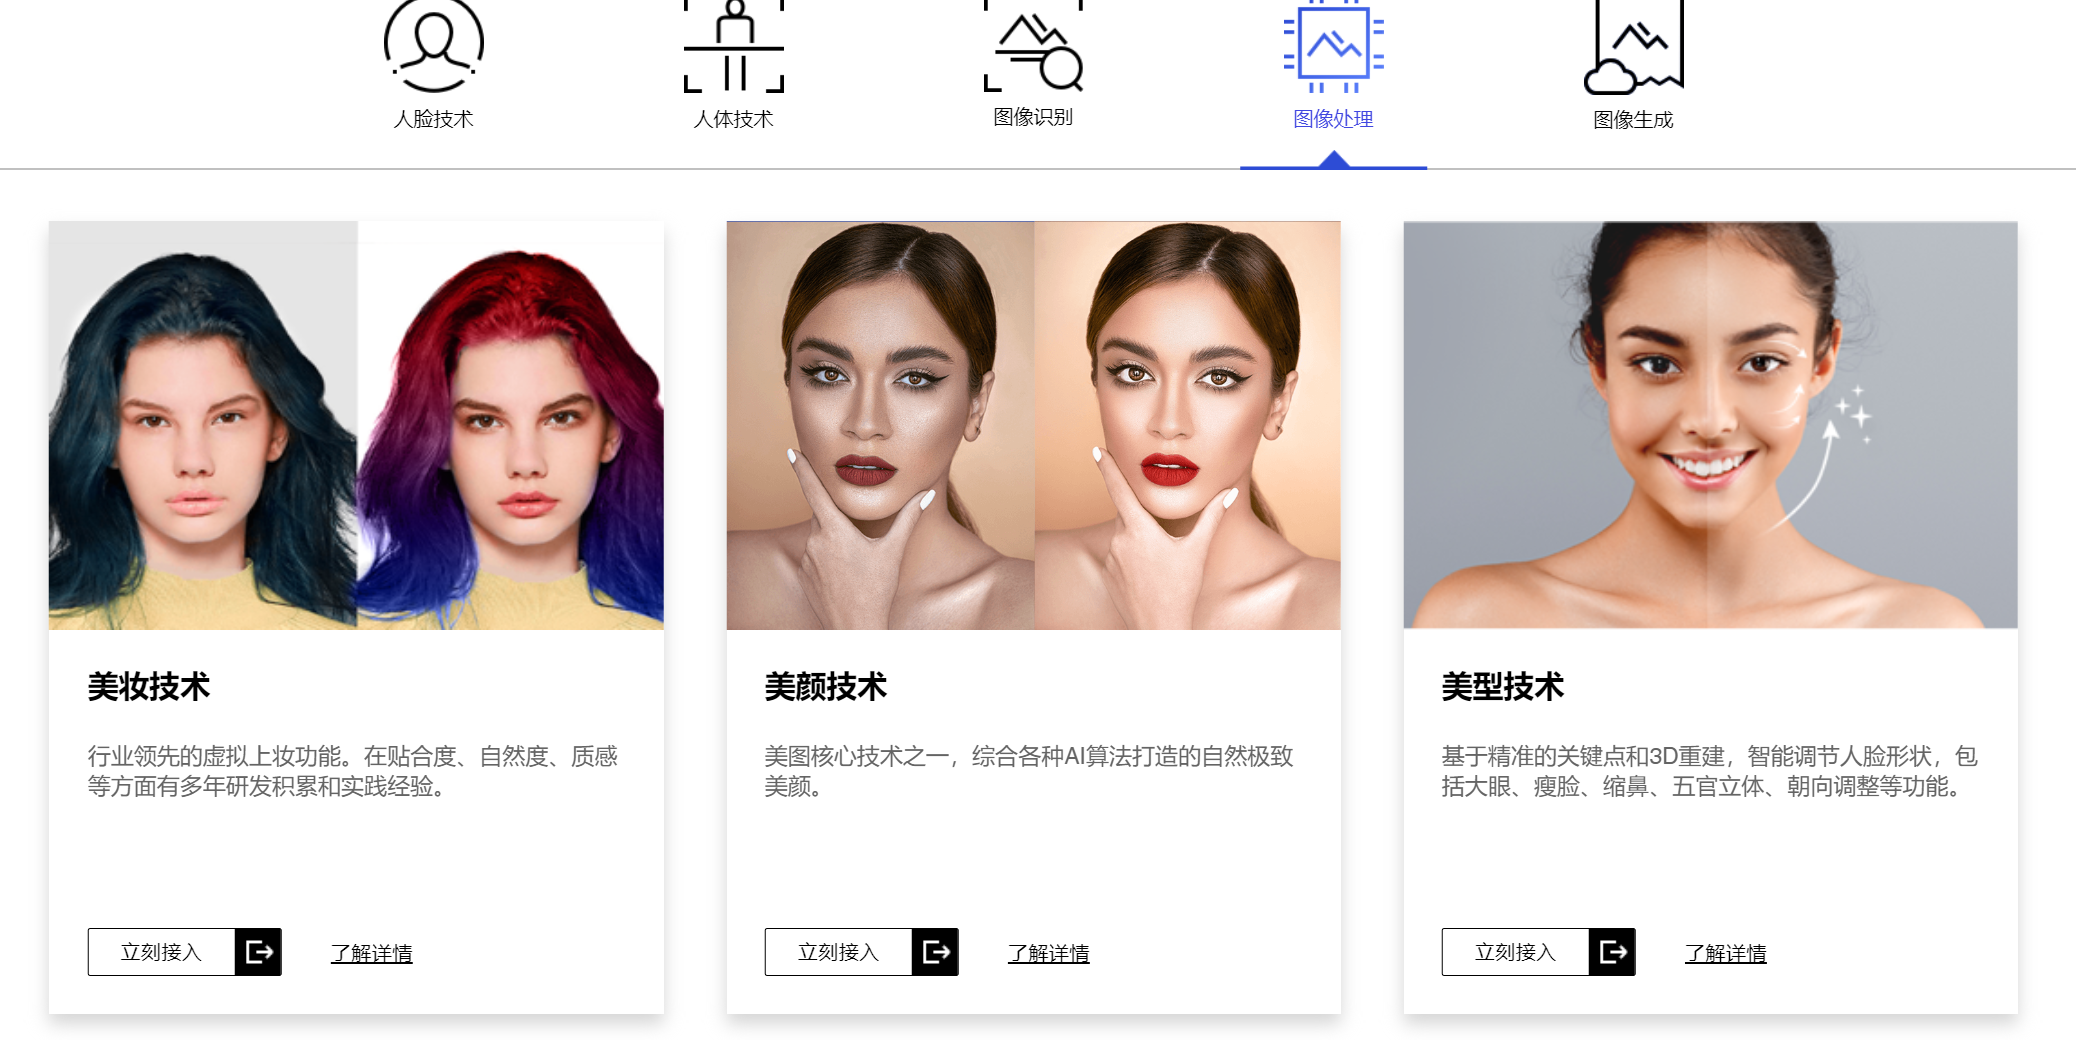 人脸技术
人体技术
图像识别
图像处理
图像生成
美妆技术
行业领先的虚拟上妆功能。在贴合度、自然度、质感
等方面有多年研发积累和实践经验。
立刻接入
了解详情
美颜技术
美图核心技术之一，综合各种AI算法打造的自然极致
美颜。
立刻接入
了解详情
美型技术
基于精准的关键点和3D重建，智能调节人脸形状，包
括大眼、瘦脸、缩鼻、五官立体、朝向调整等功能。
立刻接入
了解详情